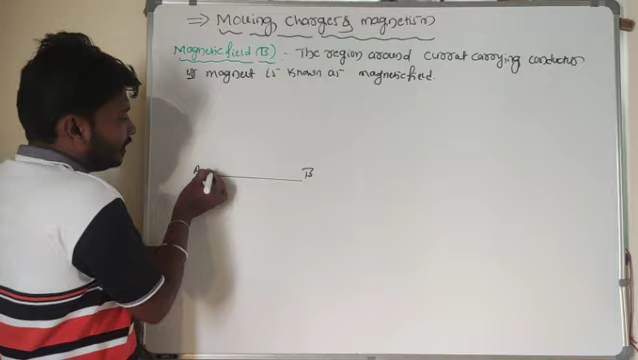 ⇒ Moving charges & magnetism
Magnetic field (B) - The region around current carrying conductor
or magnet is known as magnetic field.
A B